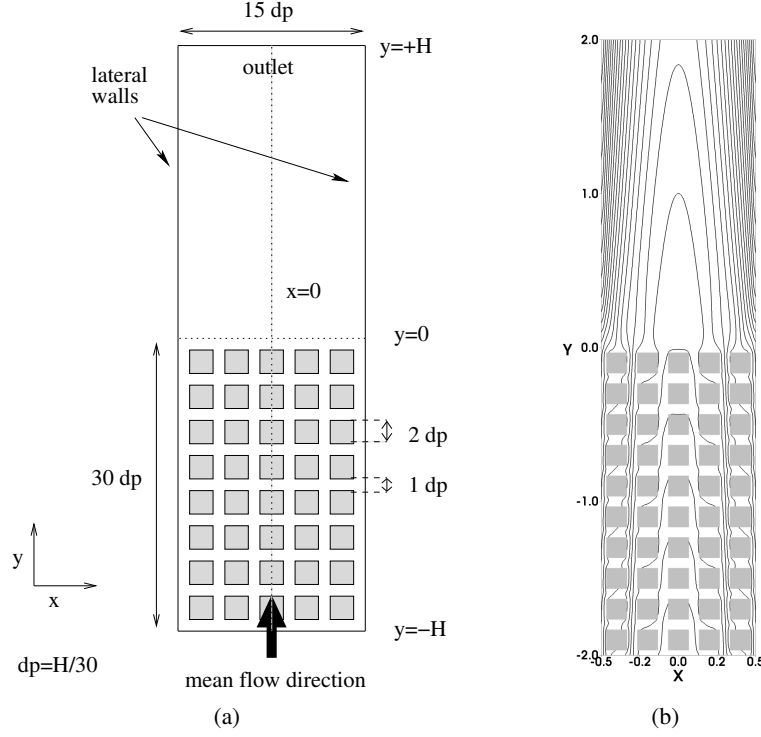 15 dp
y=+H
outlet
lateral
walls
x=0
y=0
2 dp
30 dp
1 dp
y
x
y=−H
dp=H/30
mean flow direction
(a)
2.0
1.0
Y
0.0
-1.0
-2.0
-0.5
-0.2
0.0
0.2
0.5
X
(b)